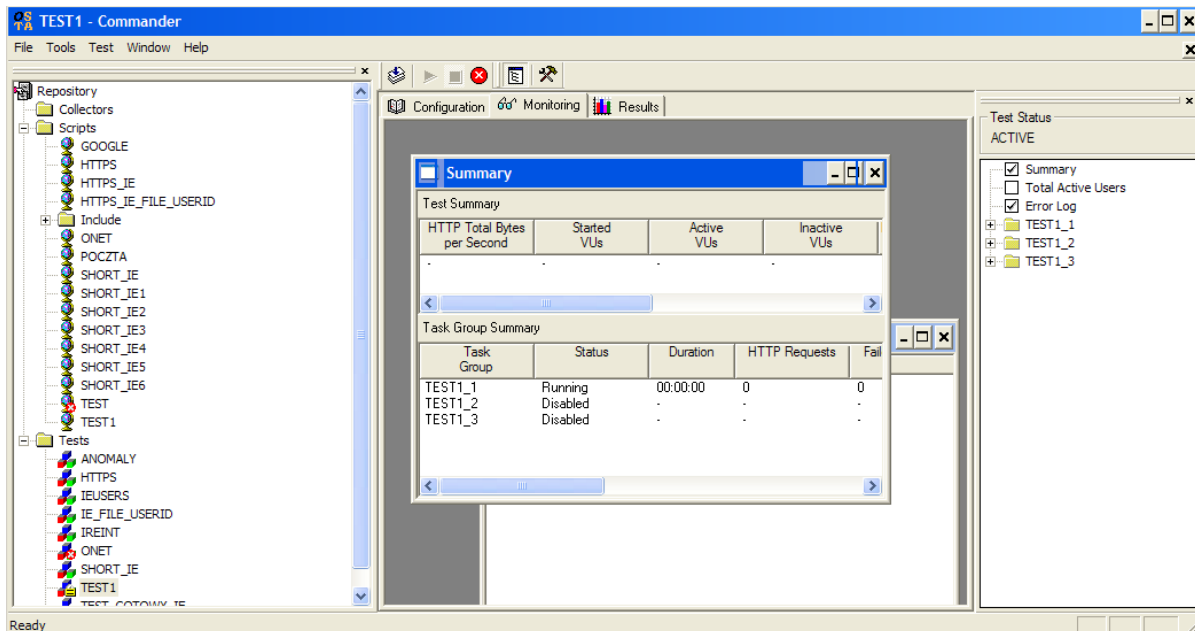 OS
TA
TEST1 - Commander
File Tools Test Window Help
Repository
Collectors
Scripts
GOOGLE
HTTPS
HTTPS_IE
HTTPS_IE_FILE_USERID
Include
ONET
POCZTA
SHORT_IE
SHORT_IE1
SHORT_IE2
SHORT_IE3
SHORT_IE4
SHORT_IE5
SHORT_IE6
TEST
TEST1
Tests
ANOMALY
HTTPS
IEUSERS
IE_FILE_USERID
IREINT
ONET
SHORT_IE
TEST1
TEST_GOTOWY_IE
Configuration Monitoring Results
Summary
Test Summary
HTTP Total Bytes per Second Started VUs Active VUs Inactive VUs
- - - -
Task Group Summary
Task Group Status Duration HTTP Requests Fail
TEST1_1 Running 00:00:00 0 0
TEST1_2 Disabled - - -
TEST1_3 Disabled - - -
Test Status
ACTIVE
Summary
Total Active Users
Error Log
TEST1_1
TEST1_2
TEST1_3
Ready